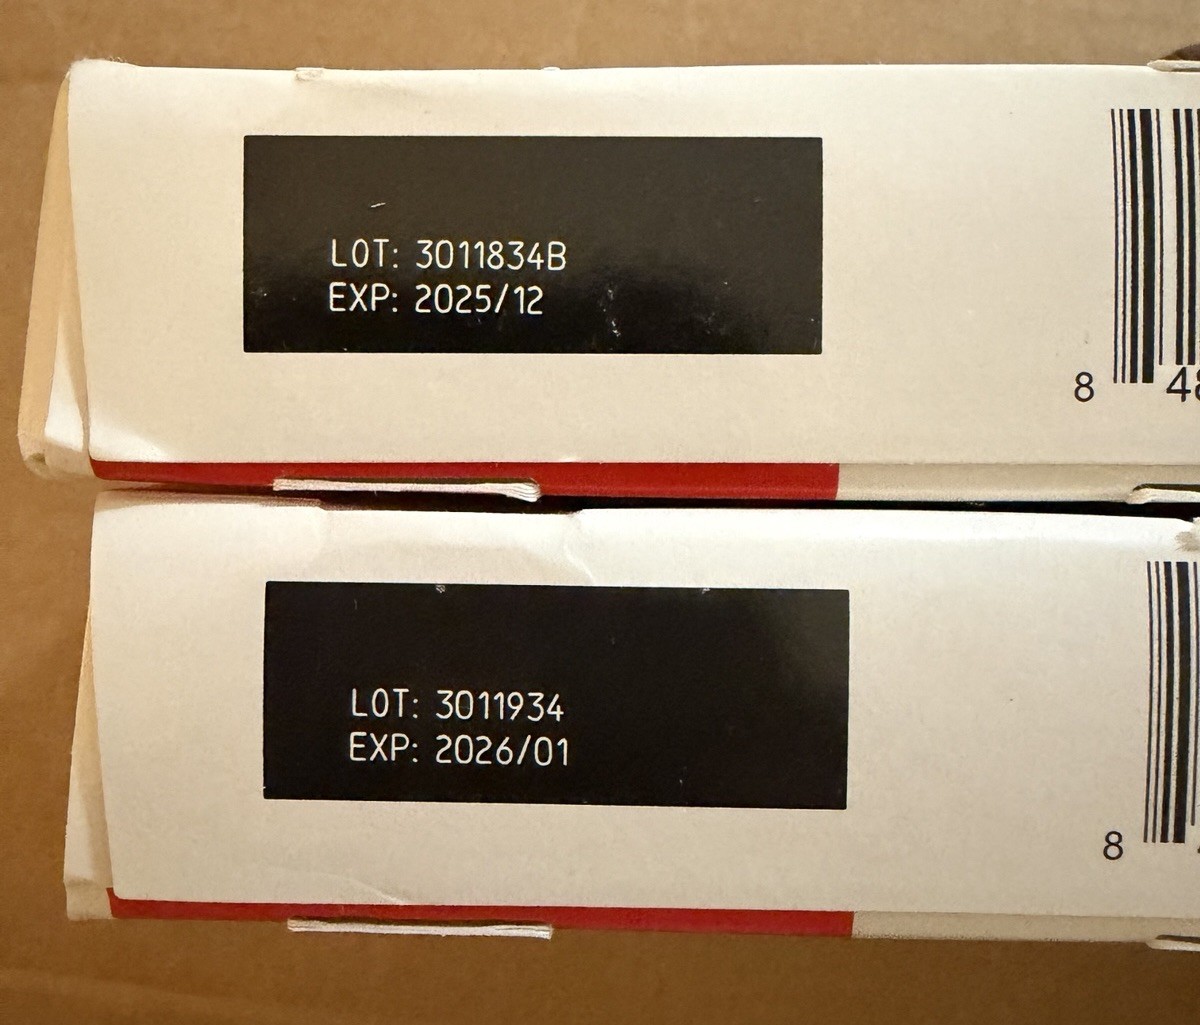 LOT: 3011834B
EXP: 2025/12
8
LOT: 3011934
EXP: 2026/01
8